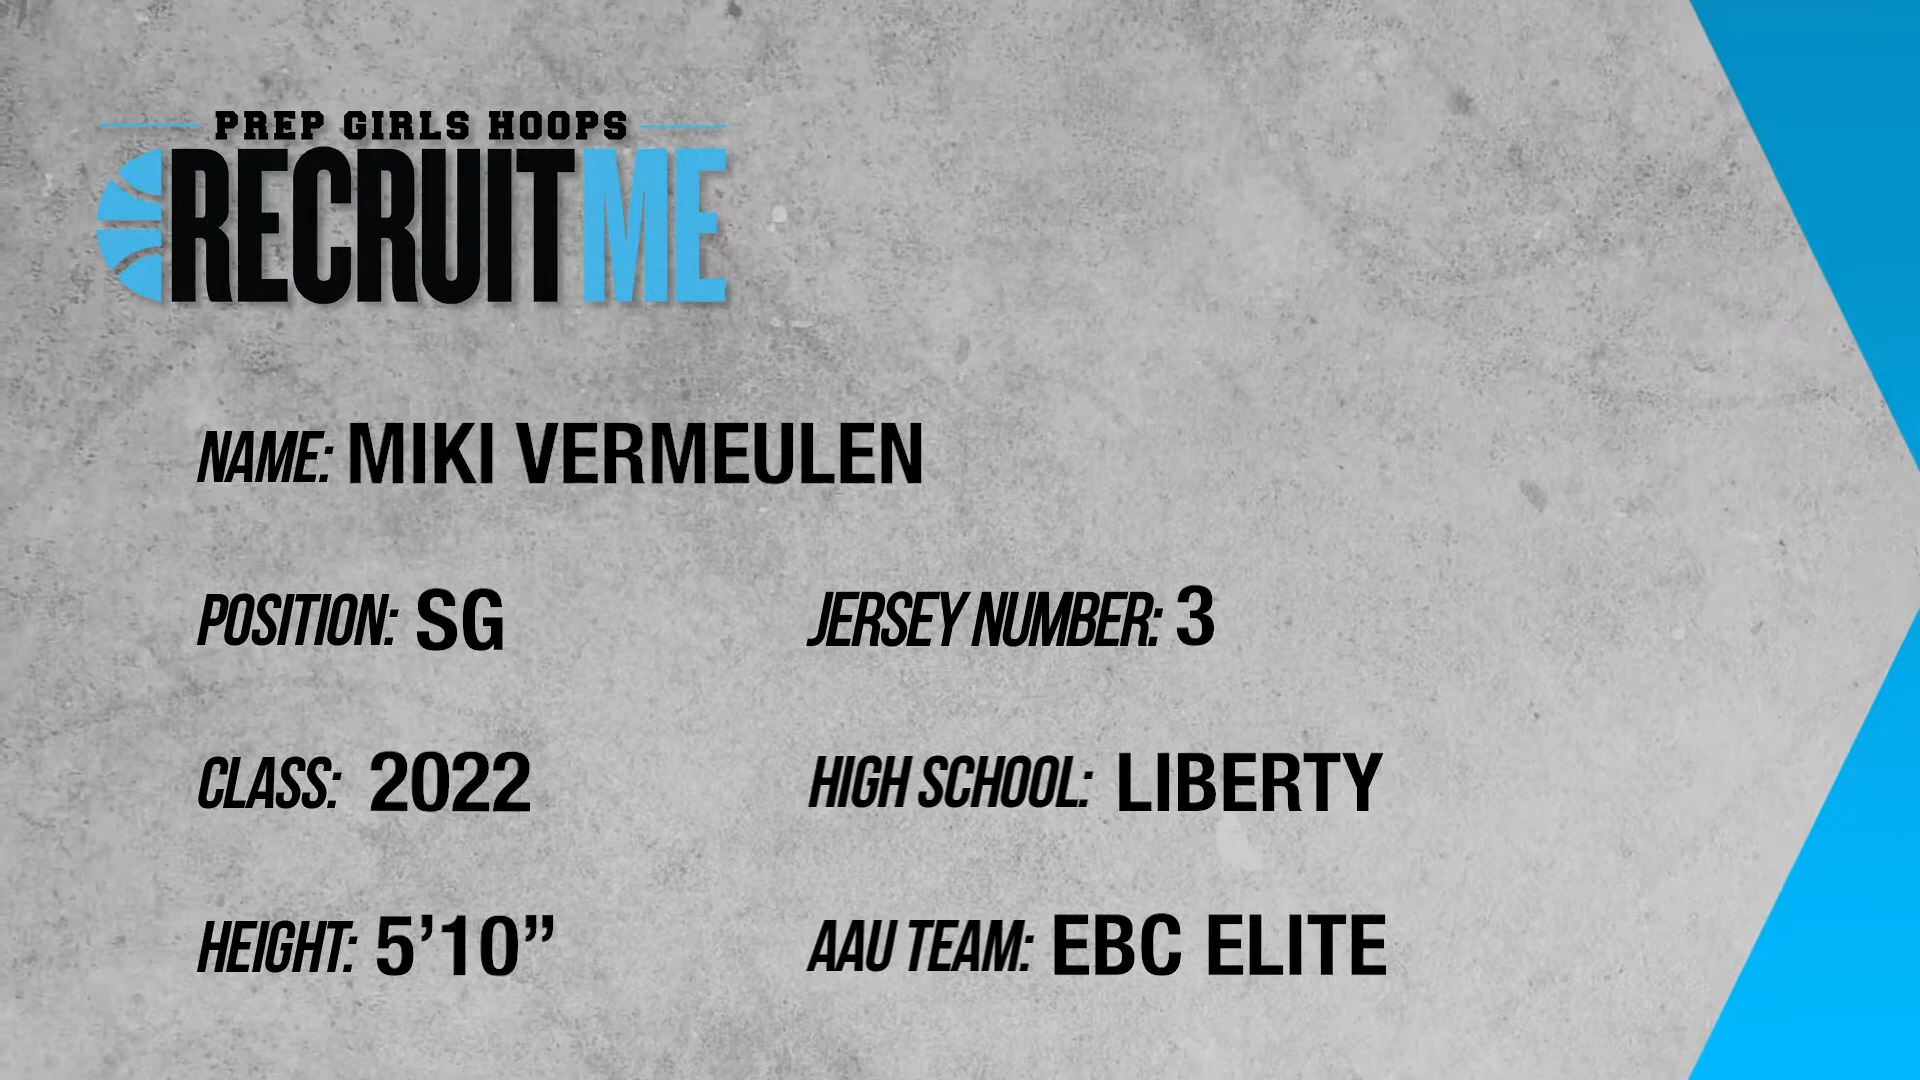 PREP GIRLS HOOPS
RECRUITME
NAME: MIKI VERMEULEN
POSITION: SG
JERSEY NUMBER: 3
CLASS: 2022
HIGH SCHOOL: LIBERTY
HEIGHT: 5’10”
AAU TEAM: EBC ELITE